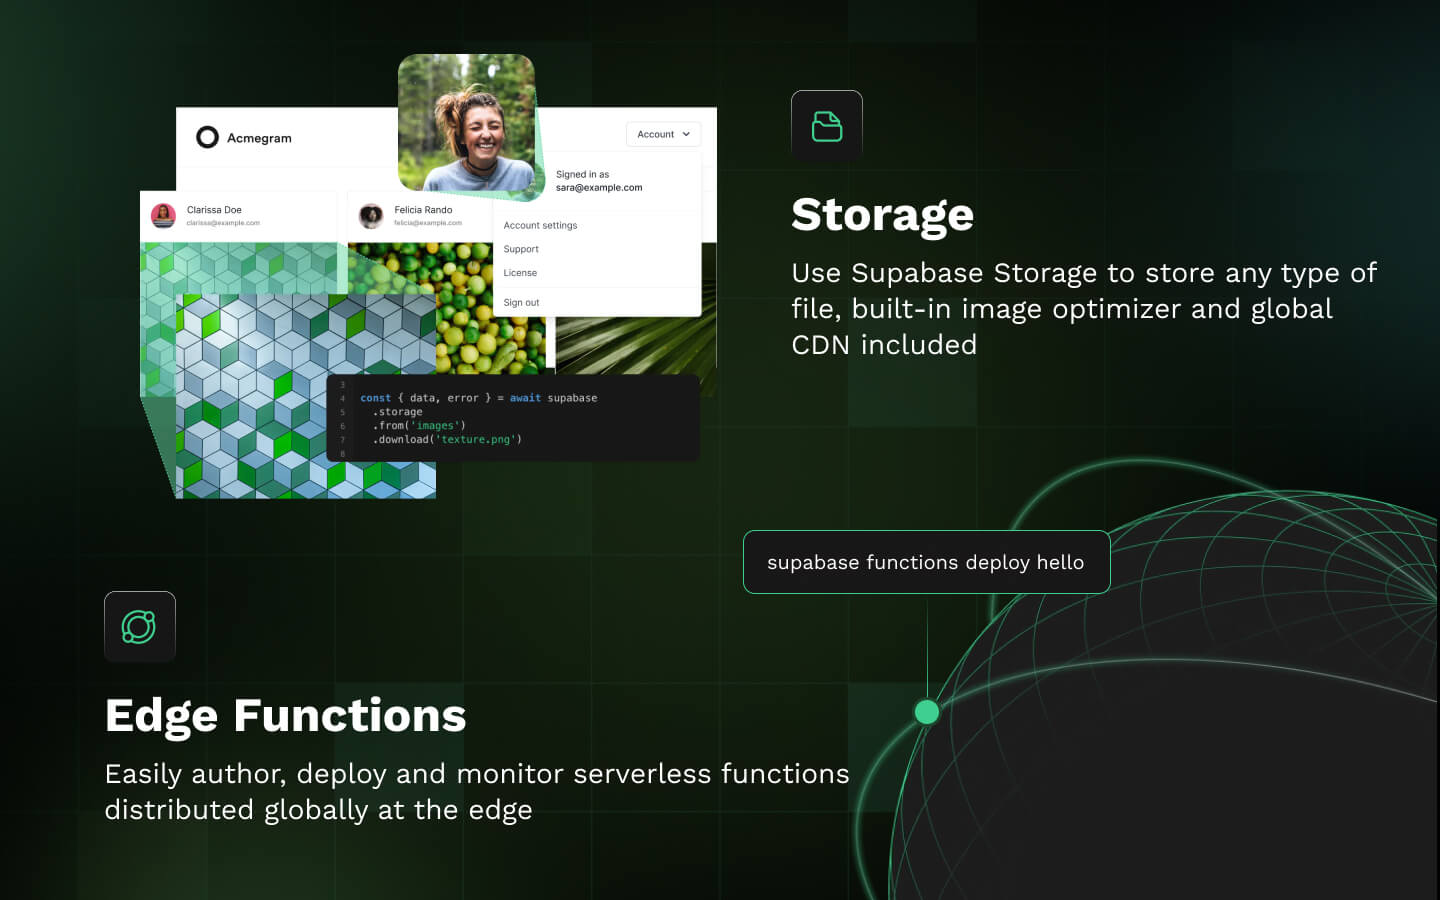 Acmegram
Account
Signed in as
sara@example.com
Clarissa Doe
clarissa@example.com
Felicia Rando
felicia@example.com
Account settings
Support
License
Sign out
3
4 const { data, error } = await supabase
5 .storage
6 .from('images')
7 .download('texture.png')
8
Storage
Use Supabase Storage to store any type of
file, built-in image optimizer and global
CDN included
supabase functions deploy hello
Edge Functions
Easily author, deploy and monitor serverless functions
distributed globally at the edge